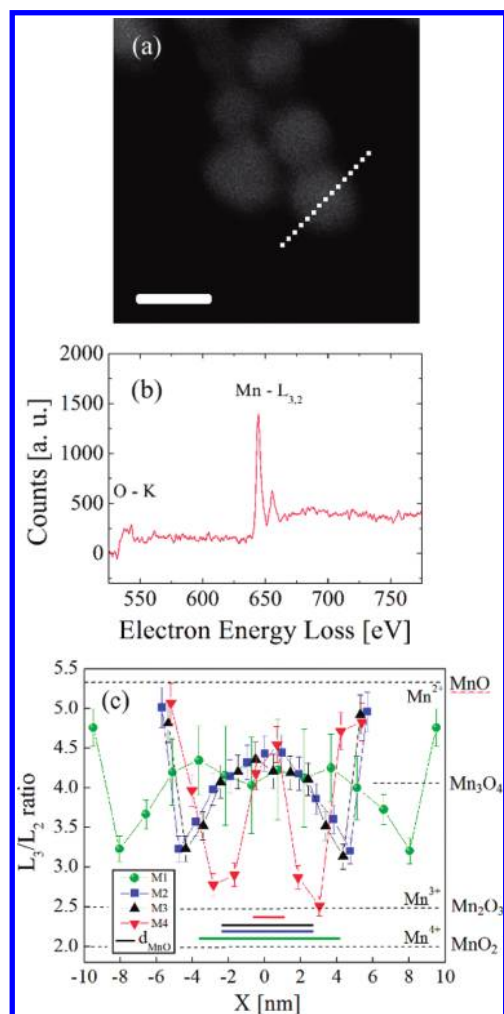 (a)
2000
1500
1000
500
0
Counts [a. u.]
(b)
Mn - L3,2
O - K
550 600 650 700 750
Electron Energy Loss [eV]
5.5
5.0
4.5
4.0
3.5
3.0
2.5
2.0
L3/L2 ratio
(c)
Mn2+
MnO
Mn3O4
Mn3+
Mn2O3
Mn4+
MnO2
M1
M2
M3
M4
dMnO
-10 -8 -6 -4 -2 0 2 4 6 8 10
X [nm]